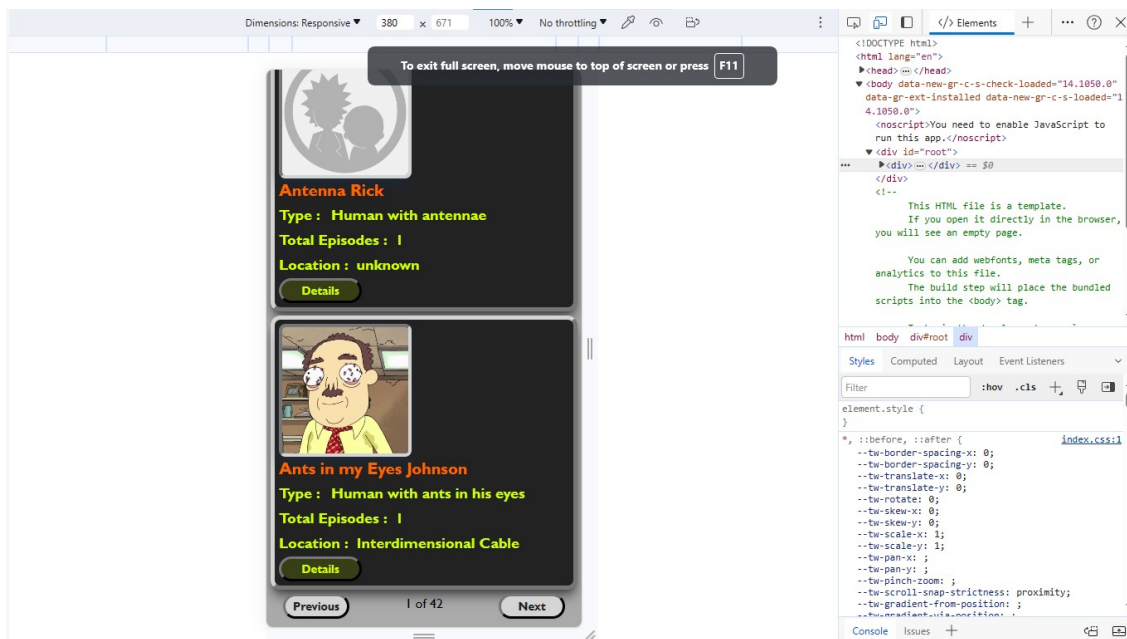 Dimensions: Responsive ▼ 380 x 671 100% ▼ No throttling ▼
</> Elements
To exit full screen, move mouse to top of screen or press F11
Antenna Rick
Type : Human with antennae
Total Episodes : 1
Location : unknown
Details
Ants in my Eyes Johnson
Type : Human with ants in his eyes
Total Episodes : 1
Location : Interdimensional Cable
Details
Previous 1 of 42 Next
<!DOCTYPE html>
<html lang="en">
▶<head>…</head>
▼<body data-new-gr-c-s-check-loaded="14.1050.0"
data-gr-ext-installed data-new-gr-c-s-loaded="1
4.1050.0">
<noscript>You need to enable JavaScript to
run this app.</noscript>
▼<div id="root">
… ▶<div>…</div> == $0
</div>
<!--
This HTML file is a template.
If you open it directly in the browser,
you will see an empty page.
You can add webfonts, meta tags, or
analytics to this file.
The build step will place the bundled
scripts into the <body> tag.
html body div#root div
Styles Computed Layout Event Listeners
Filter :hov .cls
element.style {
}
*, ::before, ::after { index.css:1
--tw-border-spacing-x: 0;
--tw-border-spacing-y: 0;
--tw-translate-x: 0;
--tw-translate-y: 0;
--tw-rotate: 0;
--tw-skew-x: 0;
--tw-skew-y: 0;
--tw-scale-x: 1;
--tw-scale-y: 1;
--tw-pan-x: ;
--tw-pan-y: ;
--tw-pinch-zoom: ;
--tw-scroll-snap-strictness: proximity;
--tw-gradient-from-position: ;
--tw-gradient-via-position: ;
Console Issues